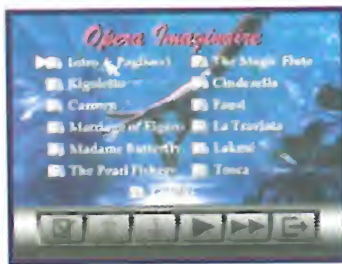 Opera Imaginaire
Intro & Pagliacci
The Magic Flute
Rigoletto
Cinderella
Carmen
Faust
Marriage of Figaro
La Traviata
Madame Butterfly
Lakmé
The Pearl Fishers
Tosca